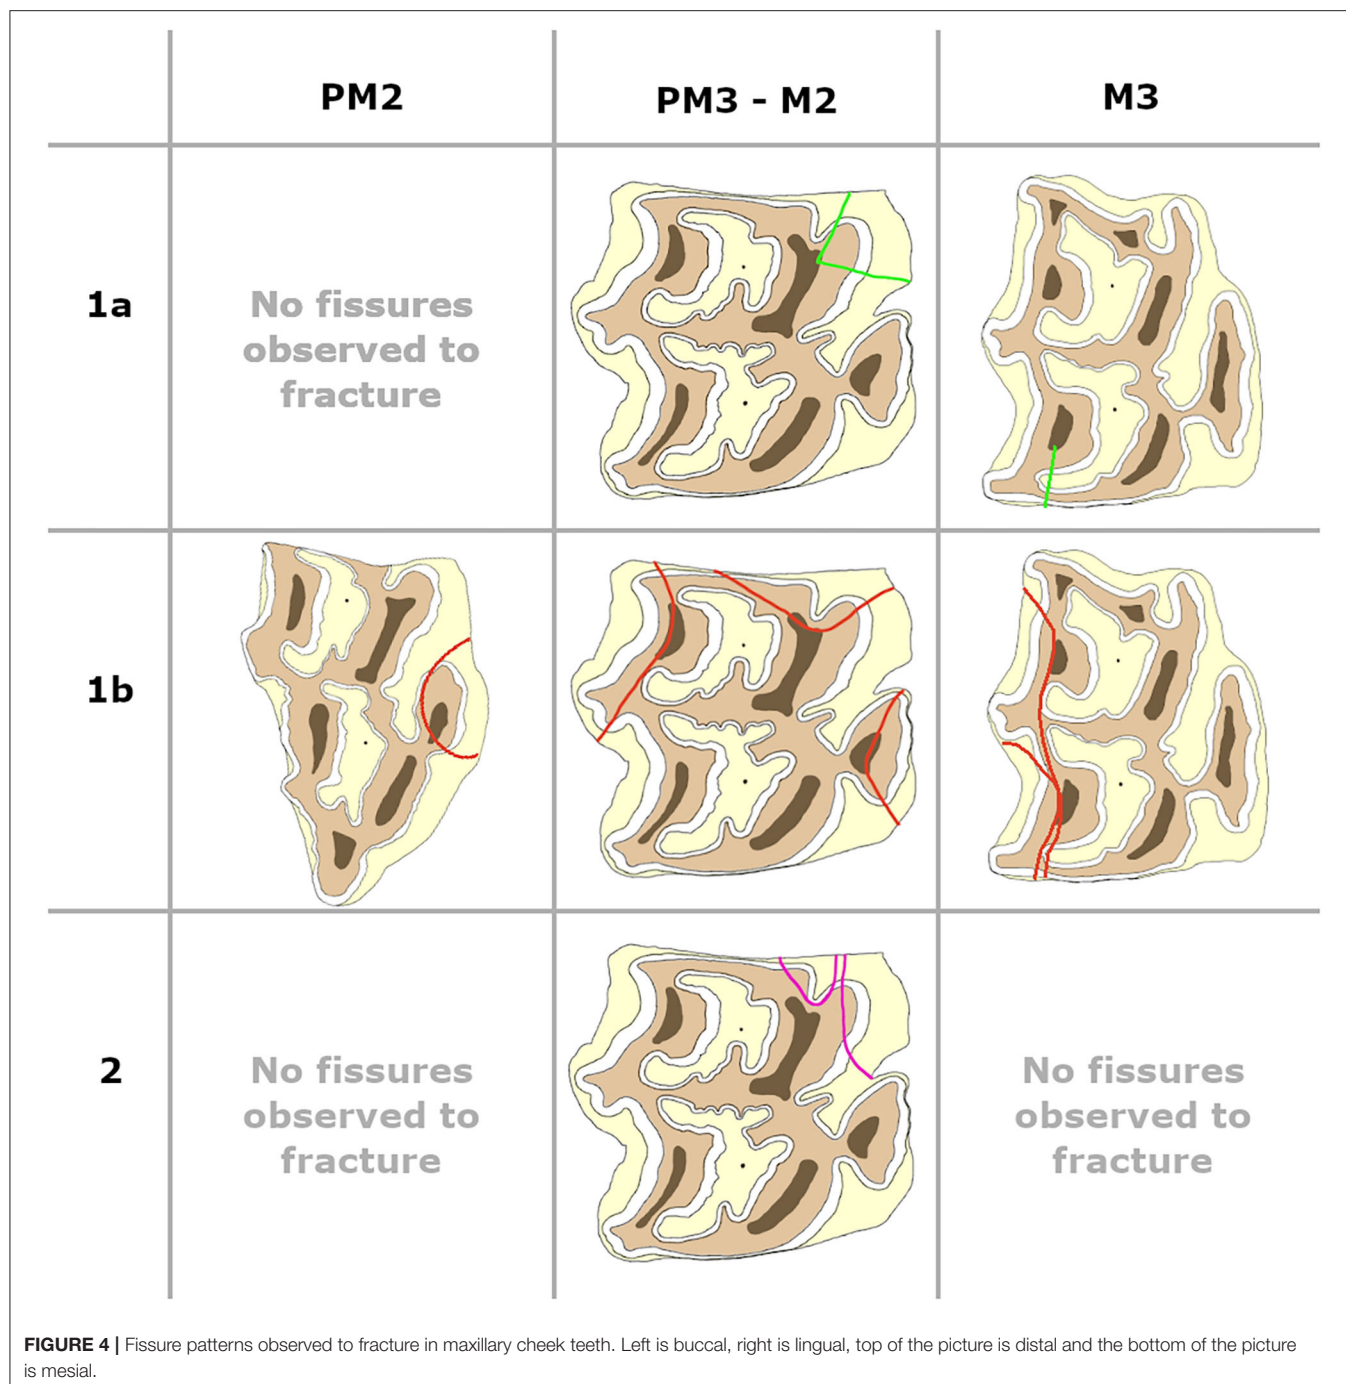 PM2
PM3 - M2
M3
1a
No fissures
observed to
fracture
1b
2
No fissures
observed to
fracture
No fissures
observed to
fracture
FIGURE 4 | Fissure patterns observed to fracture in maxillary cheek teeth. Left is buccal, right is lingual, top of the picture is distal and the bottom of the picture
is mesial.